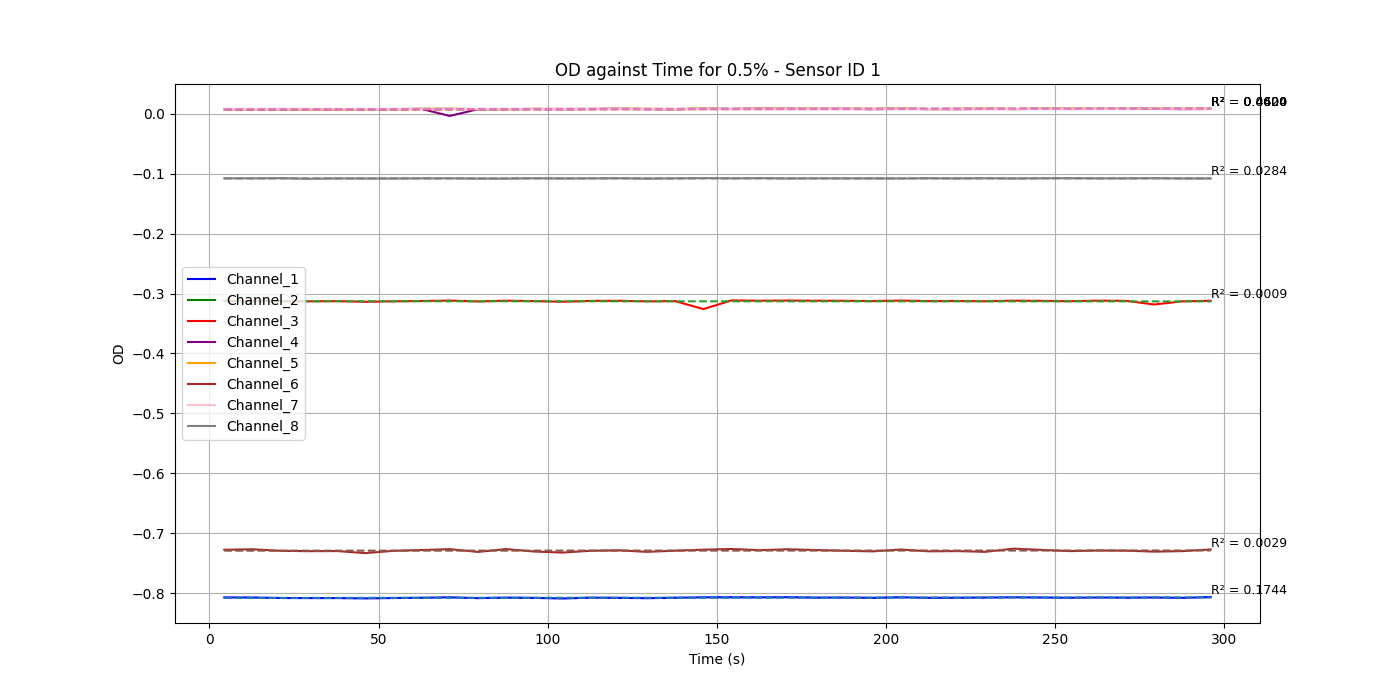 OD against Time for 0.5% - Sensor ID 1
0.0
−0.1
−0.2
−0.3
−0.4
−0.5
−0.6
−0.7
−0.8
OD
R² =
R² = 0.0284
R² = 0.0009
R² = 0.0029
R² = 0.1744
Channel_1
Channel_2
Channel_3
Channel_4
Channel_5
Channel_6
Channel_7
Channel_8
0
50
100
150
200
250
300
Time (s)